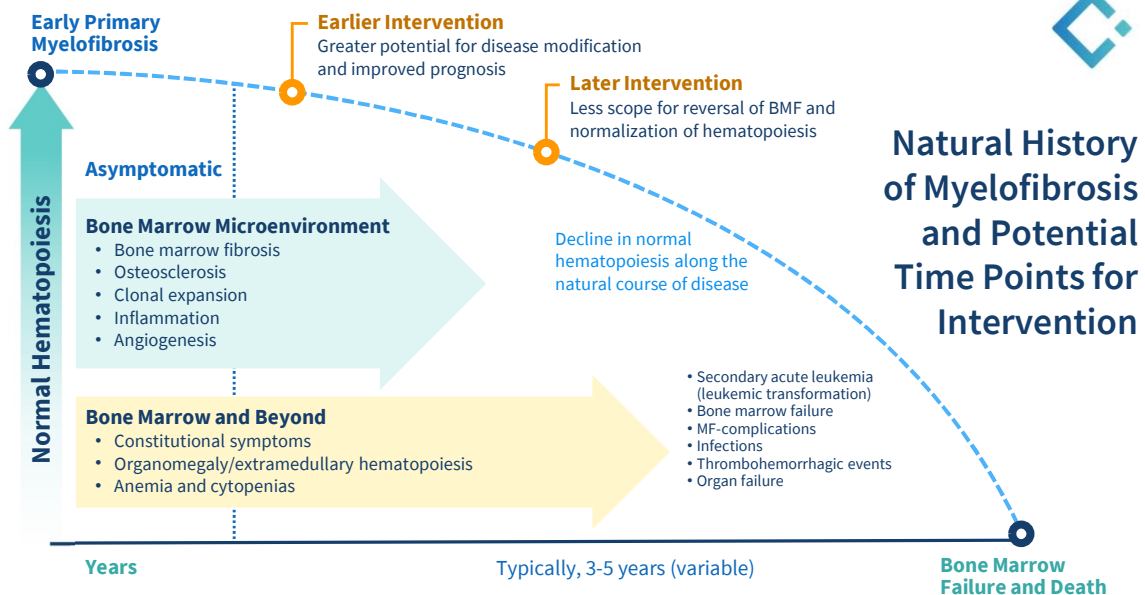 Early Primary
Myelofibrosis
Earlier Intervention
Greater potential for disease modification
and improved prognosis
Later Intervention
Less scope for reversal of BMF and
normalization of hematopoiesis
Natural History
of Myelofibrosis
and Potential
Time Points for
Intervention
Normal Hematopoiesis
Asymptomatic
Bone Marrow Microenvironment
• Bone marrow fibrosis
• Osteosclerosis
• Clonal expansion
• Inflammation
• Angiogenesis
Decline in normal
hematopoiesis along the
natural course of disease
Bone Marrow and Beyond
• Constitutional symptoms
• Organomegaly/extramedullary hematopoiesis
• Anemia and cytopenias
• Secondary acute leukemia
(leukemic transformation)
• Bone marrow failure
• MF-complications
• Infections
• Thrombohemorrhagic events
• Organ failure
Years
Typically, 3-5 years (variable)
Bone Marrow
Failure and Death